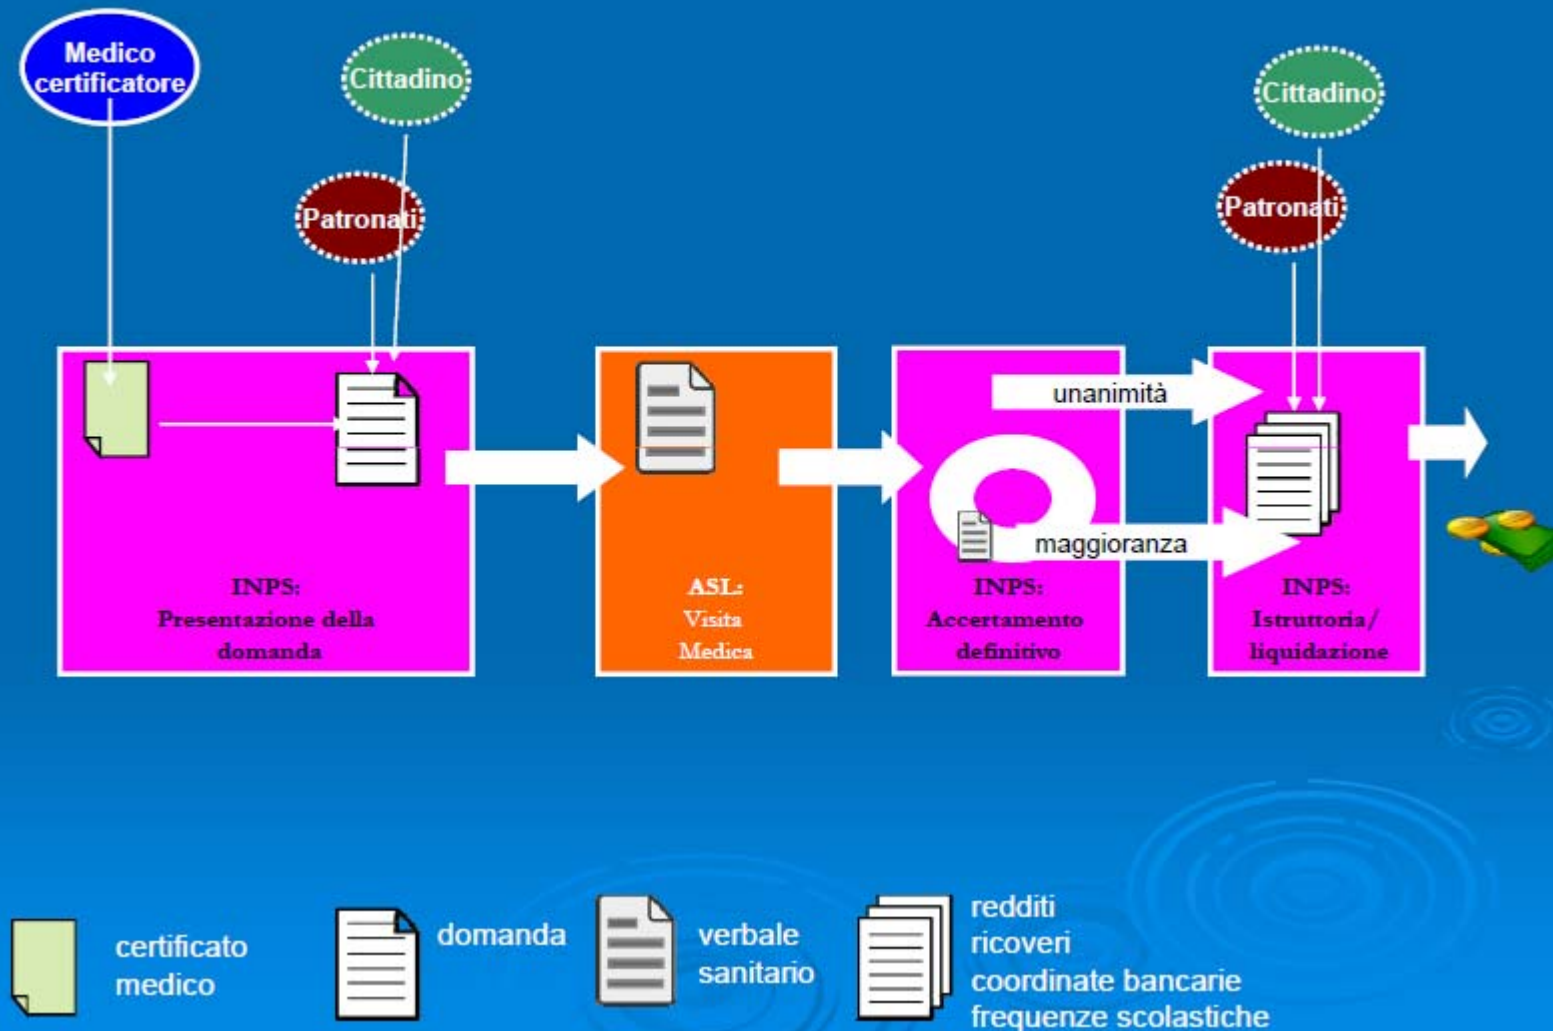 Medico
certificatore
Cittadino
Patronati
Cittadino
Patronati
unanimità
maggioranza
INPS:
Presentazione della
domanda
ASL:
Visita
Medica
INPS:
Accertamento
definitivo
INPS:
Istruttoria/
liquidazione
certificato
medico
domanda
verbale
sanitario
redditi
ricoveri
coordinate bancarie
frequenze scolastiche